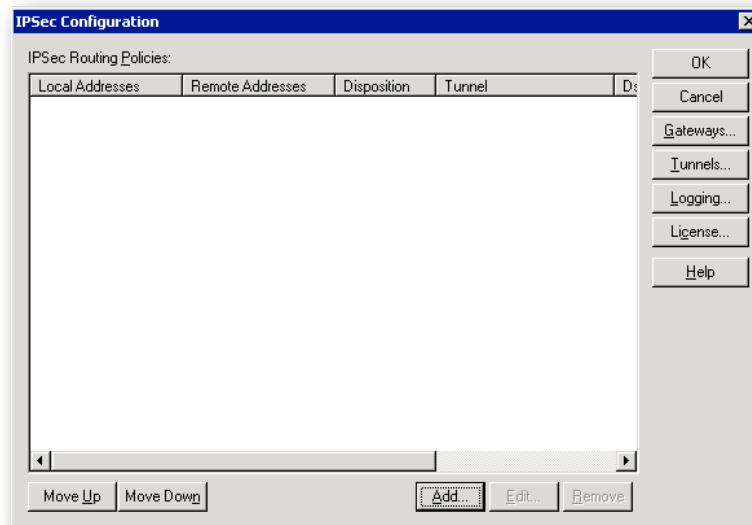 IPSec Configuration
IPSec Routing Policies:
Local Addresses Remote Addresses Disposition Tunnel Ds
OK
Cancel
Gateways...
Tunnels...
Logging...
License...
Help
Move Up Move Down Add... Edit... Remove